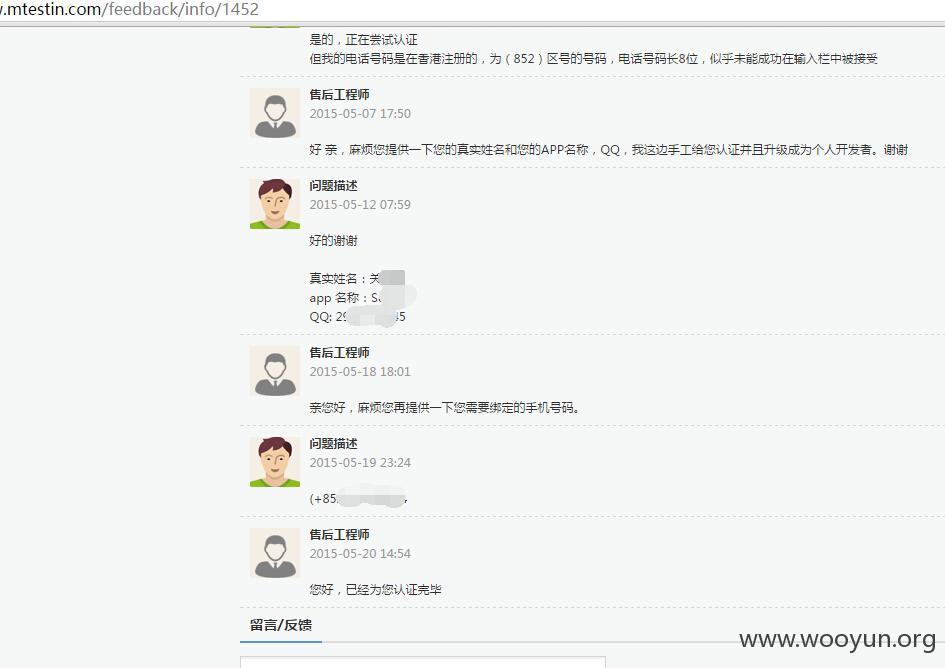 .mtestin.com/feedback/info/1452
是的，正在尝试认证
但我的电话号码是在香港注册的，为（852）区号的号码，电话号码长8位，似乎未能成功在输入栏中被接受
售后工程师
2015-05-07 17:50
好 亲，麻烦您提供一下您的真实姓名和您的APP名称，QQ，我这边手工给您认证并且升级成为个人开发者。谢谢
问题描述
2015-05-12 07:59
好的谢谢
真实姓名：关
app 名称：S
QQ: 29 45
售后工程师
2015-05-18 18:01
亲您好，麻烦您再提供一下您需要绑定的手机号码。
问题描述
2015-05-19 23:24
(+85
售后工程师
2015-05-20 14:54
您好，已经为您认证完毕
留言/反馈
www.wooyun.org